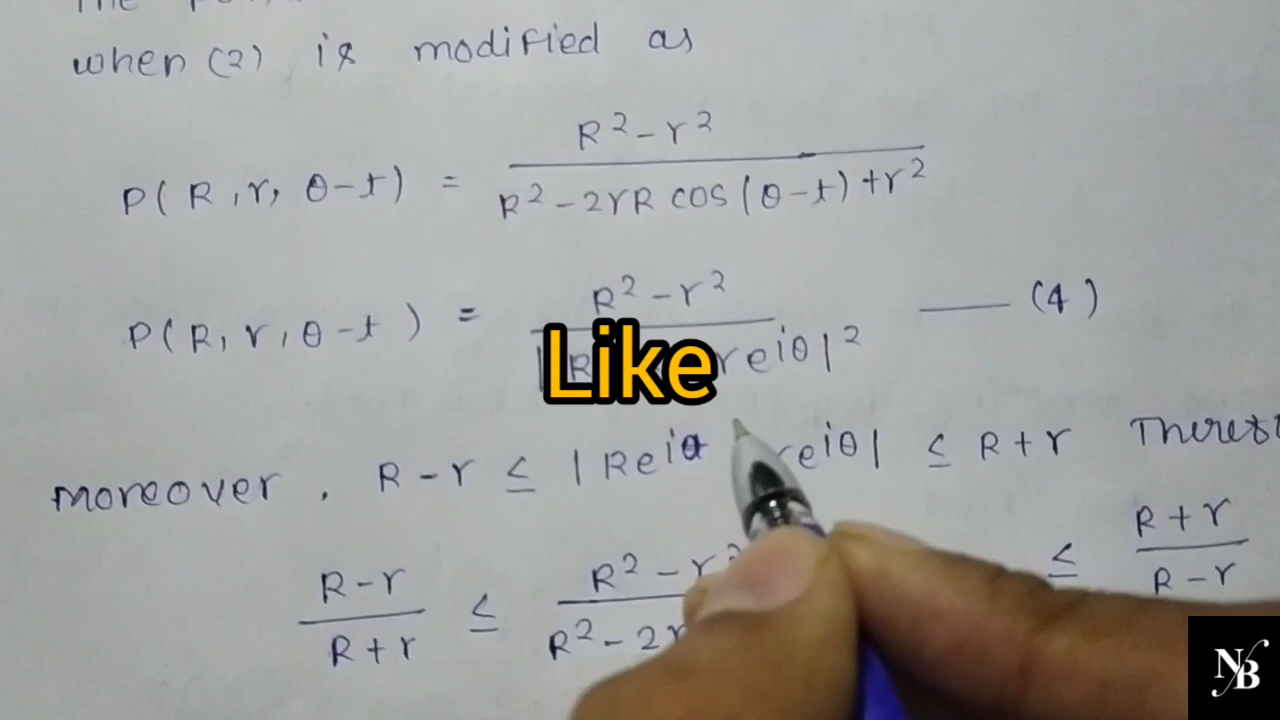 The
when (2) is modified as
P(R, r, θ-t) = R² - r² / R² - 2rR cos(θ-t) + r²
P(R, r, θ-t) = R² - r² / |R reiθ|² —— (4)
Like
moreover, R - r ≤ |Reiθ reiθ| ≤ R + r
R - r / R + r ≤ R² - r² / R² - 2r ≤ R + r / R - r
NB